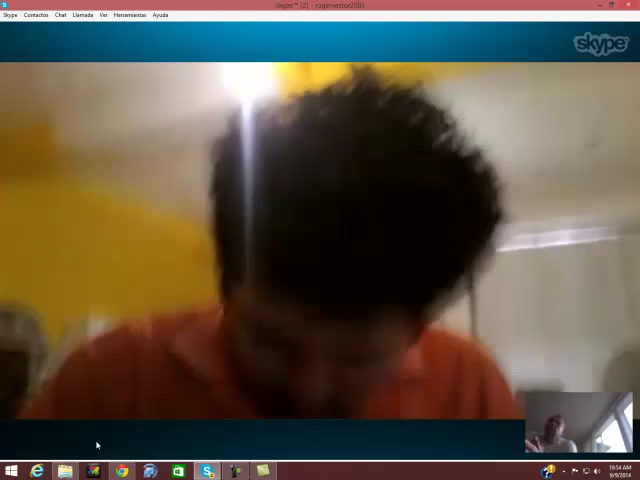 Skype™ [2] - rogernestor2003
Skype Contactos Chat Llamada Ver Herramientas Ayuda
skype
10:54 AM
9/9/2014